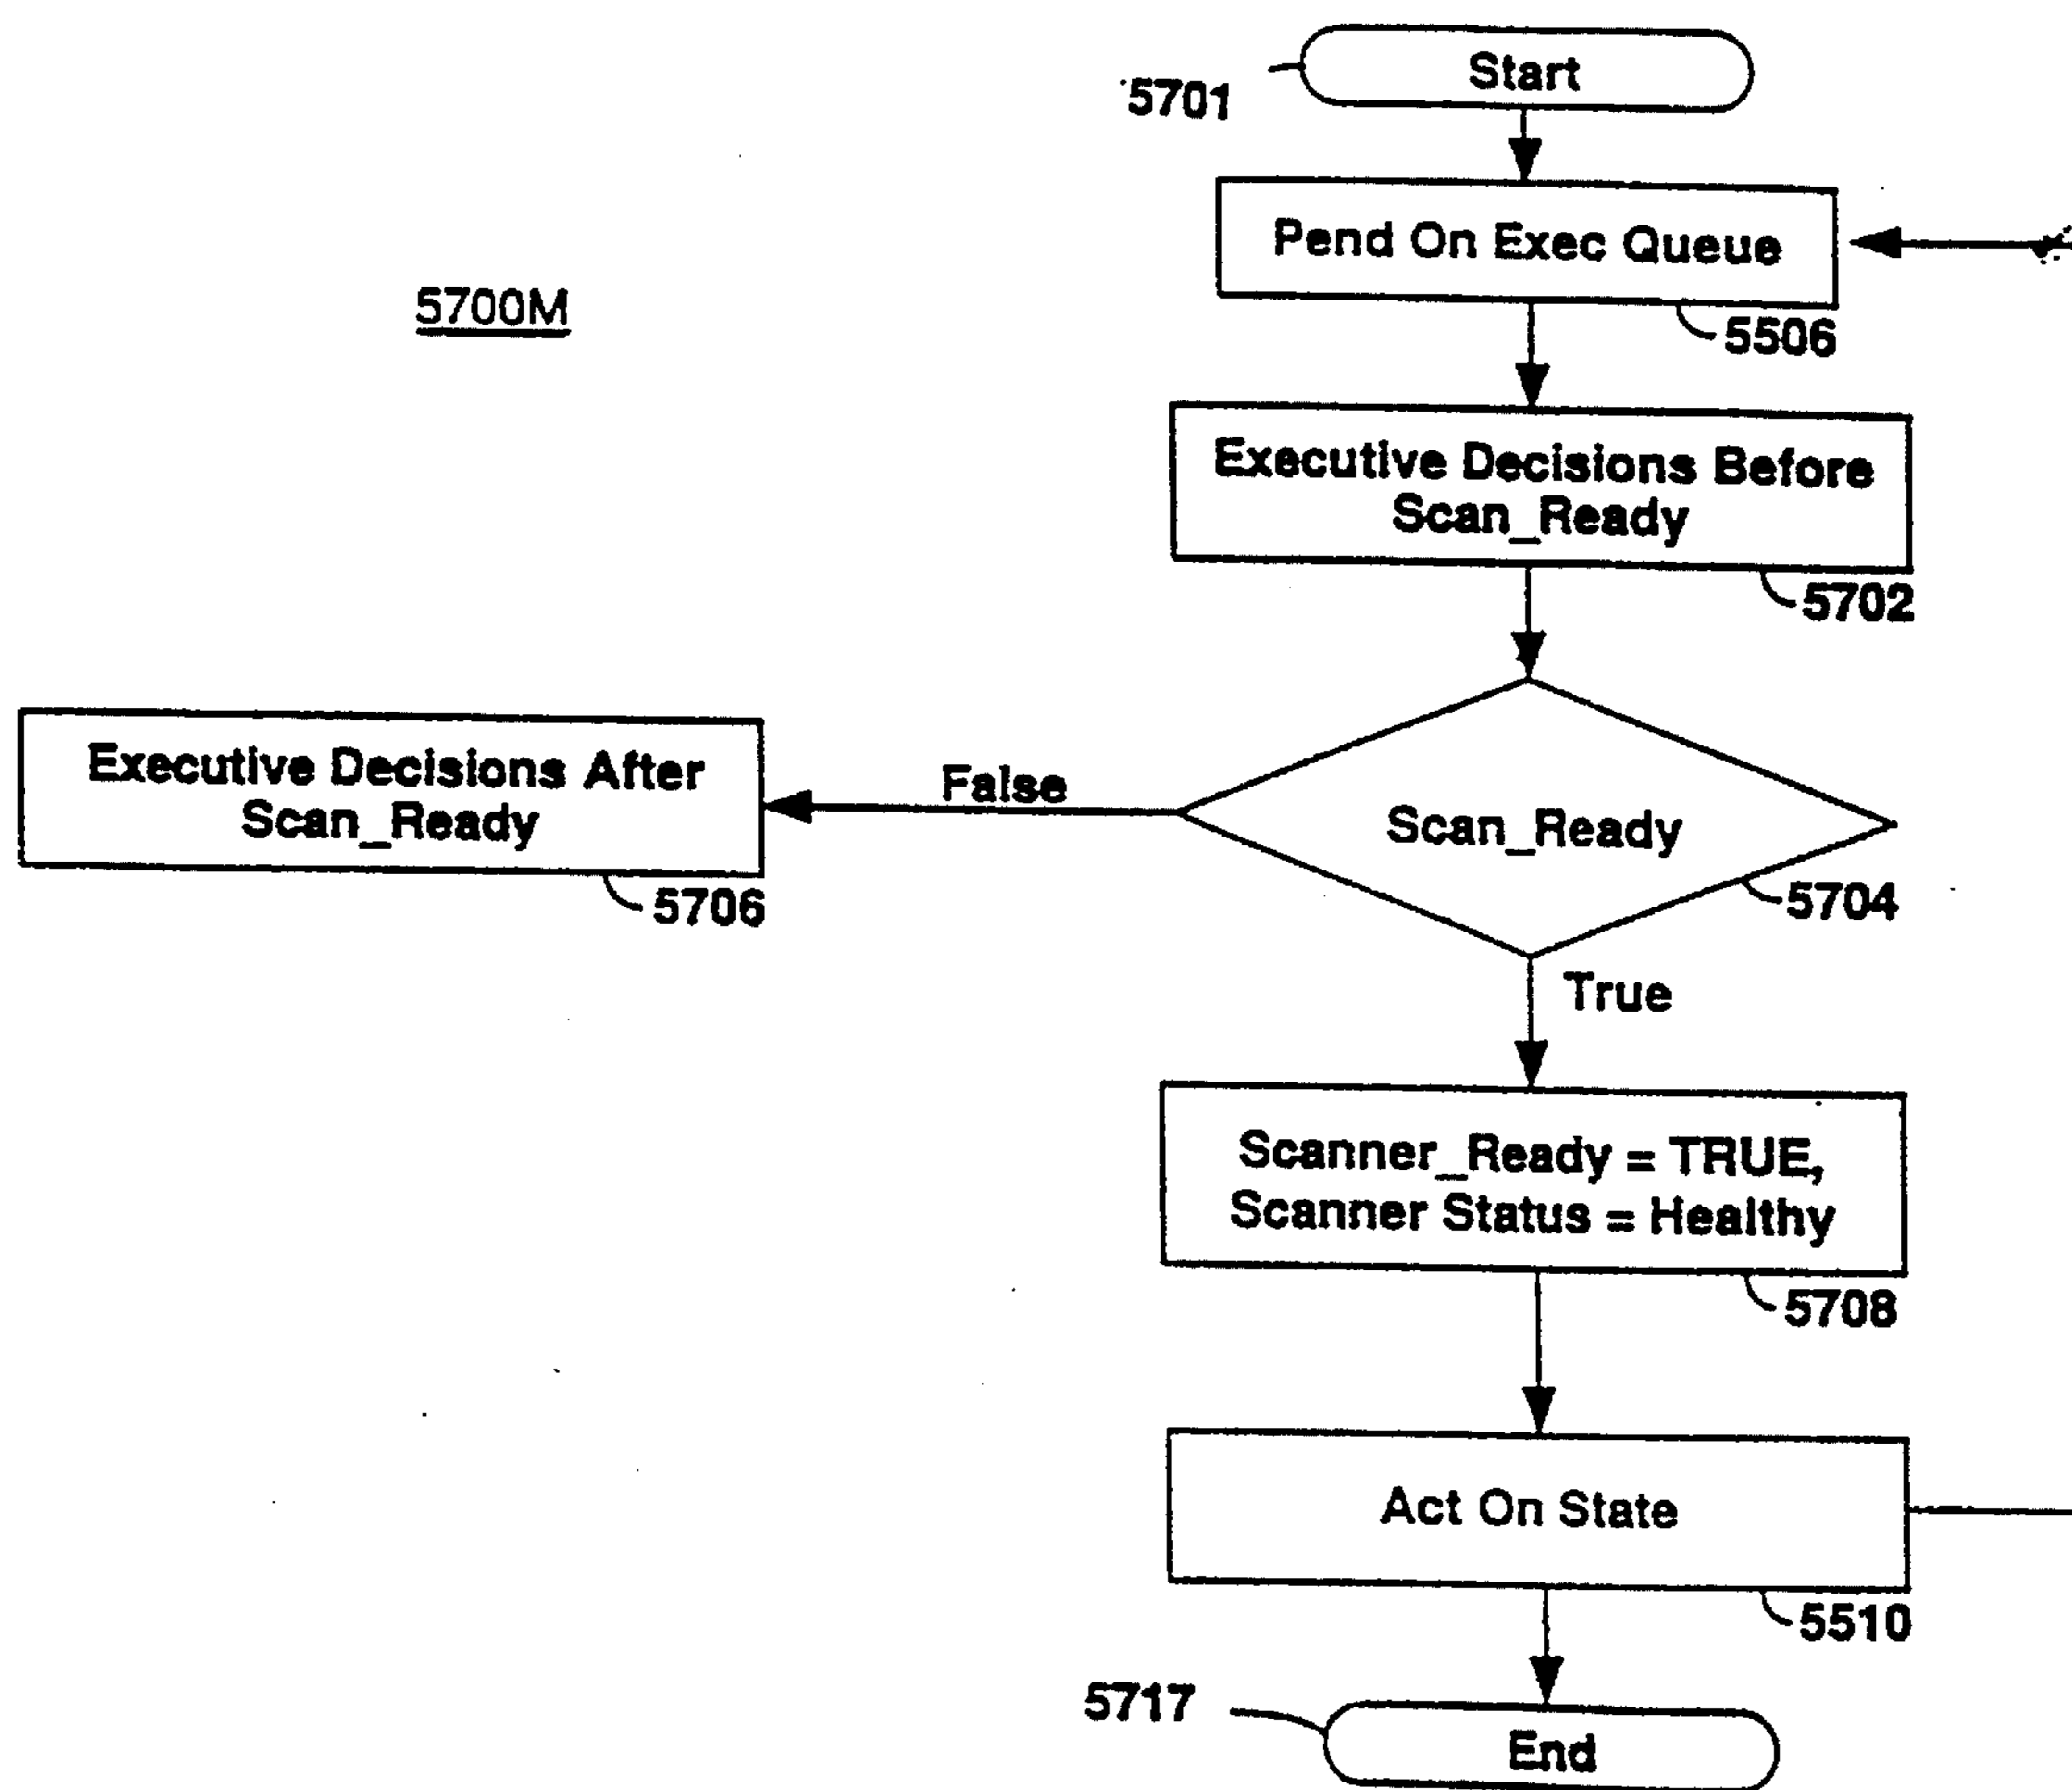 Start
5701
Pend On Exec Queue
5700M
5506
Executive Decisions Before
Scan_Ready
5702
Executive Decisions After
Scan_Ready
False
Scan_Ready
5706
5704
True
Scanner_Ready = TRUE,
Scanner Status = Healthy
5708
Act On State
5510
5717
End